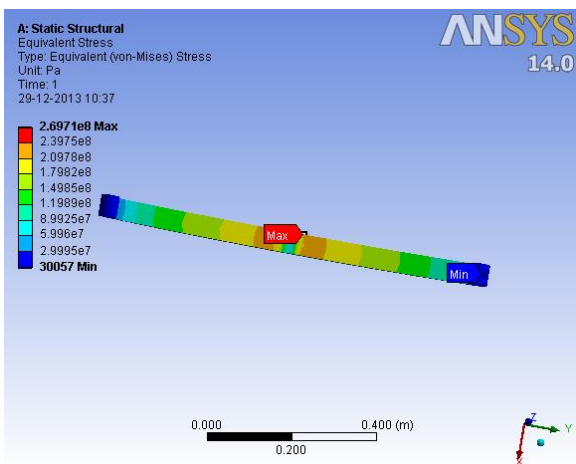 A: Static Structural
Equivalent Stress
Type: Equivalent (von-Mises) Stress
Unit: Pa
Time: 1
29-12-2013 10:37
ANSYS
14.0
2.6971e8 Max
2.3975e8
2.0978e8
1.7982e8
1.4985e8
1.1989e8
8.9925e7
5.996e7
2.9995e7
30057 Min
Max
Min
0.000
0.400 (m)
0.200
Z
Y
X